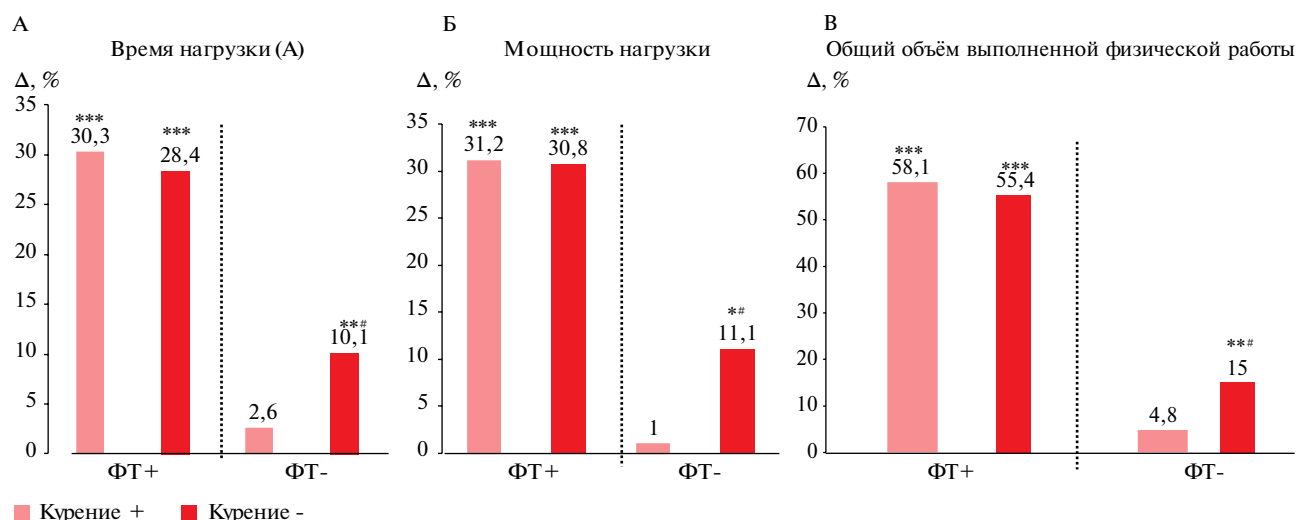 А
Время нагрузки (А)
Δ, %
35
30
25
20
15
10
5
0
***
30,3
***
28,4
2,6
**#
10,1
ФТ+
ФТ-
Б
Мощность нагрузки
Δ, %
35
30
25
20
15
10
5
0
***
31,2
***
30,8
1
*#
11,1
ФТ+
ФТ-
В
Общий объём выполненной физической работы
Δ, %
70
60
50
40
30
20
10
0
***
58,1
***
55,4
4,8
**#
15
ФТ+
ФТ-
Курение +
Курение -